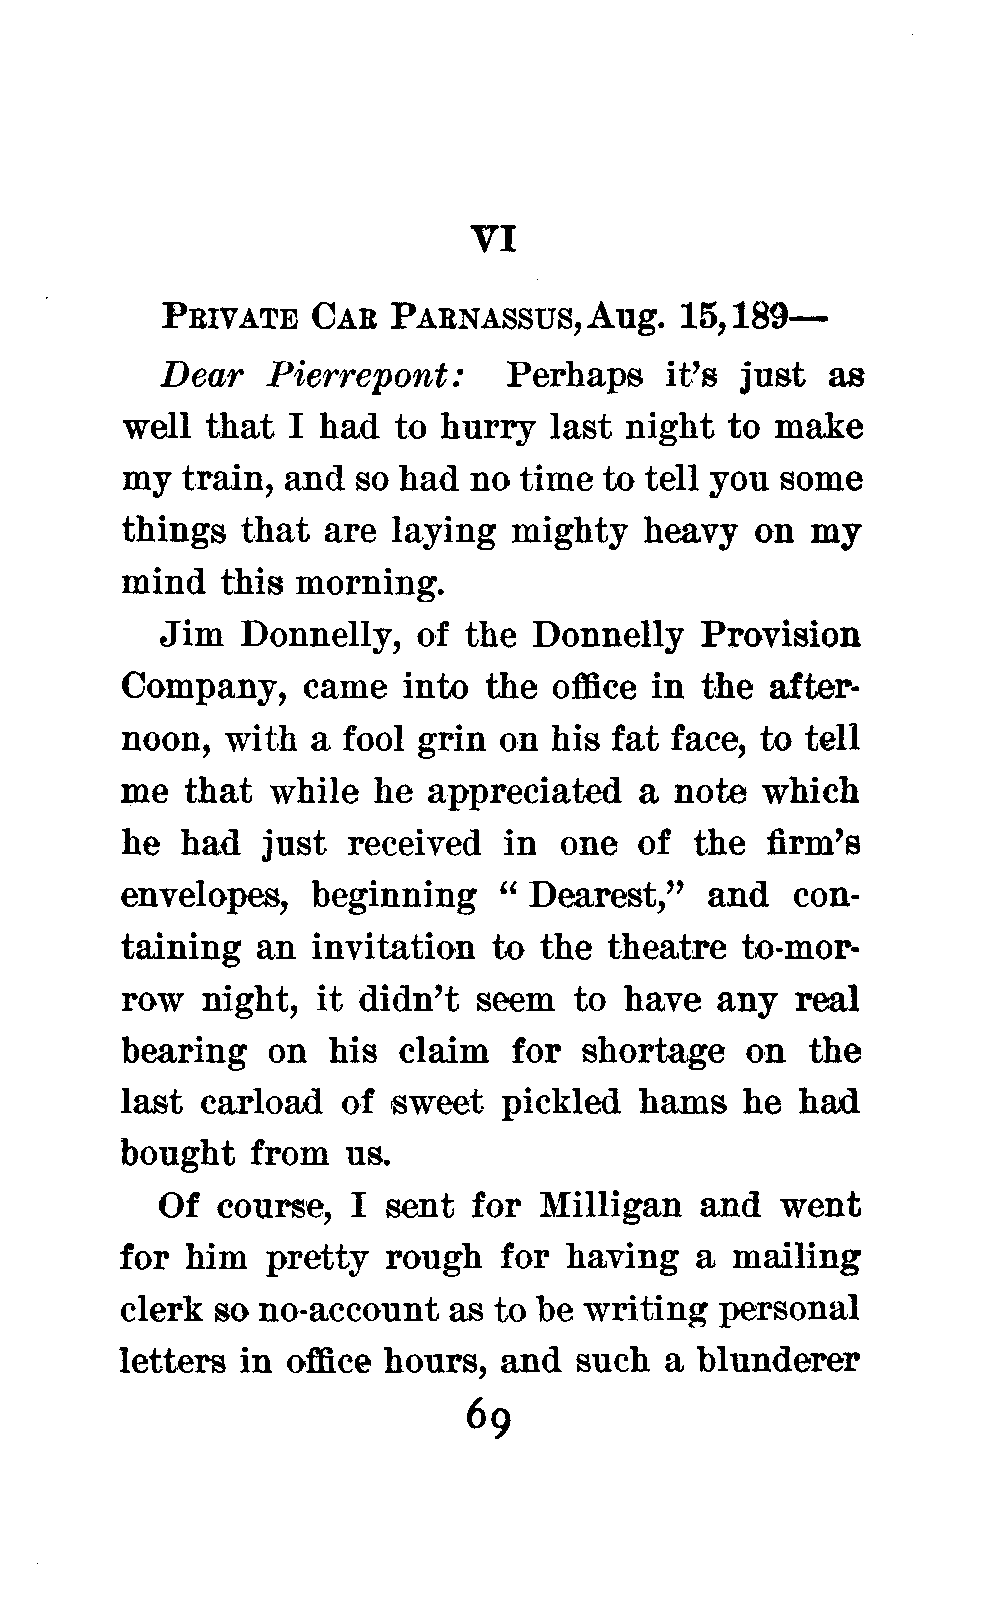 VI
PRIVATE CAR PARNASSUS, Aug. 15, 189—
Dear Pierrepont: Perhaps it's just as
well that I had to hurry last night to make
my train, and so had no time to tell you some
things that are laying mighty heavy on my
mind this morning.
Jim Donnelly, of the Donnelly Provision
Company, came into the office in the after-
noon, with a fool grin on his fat face, to tell
me that while he appreciated a note which
he had just received in one of the firm's
envelopes, beginning "Dearest," and con-
taining an invitation to the theatre to-mor-
row night, it didn't seem to have any real
bearing on his claim for shortage on the
last carload of sweet pickled hams he had
bought from us.
Of course, I sent for Milligan and went
for him pretty rough for having a mailing
clerk so no-account as to be writing personal
letters in office hours, and such a blunderer
69